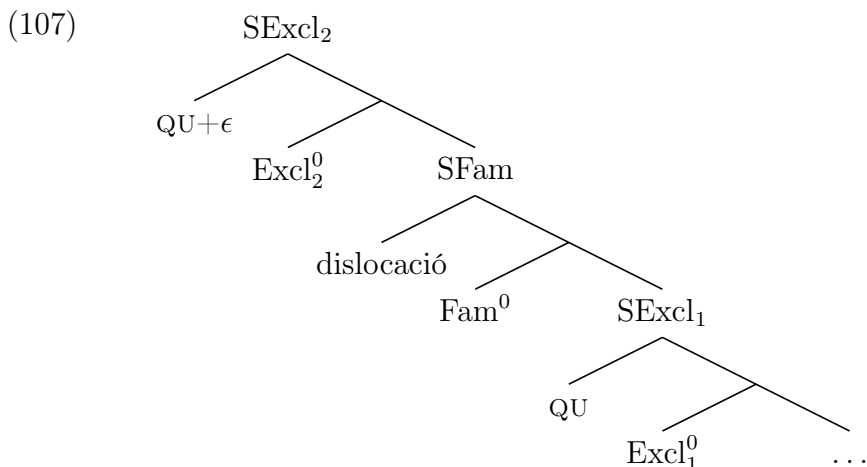 (107) SExcl₂
QU+ϵ
Excl⁰₂ SFam
dislocació
Fam⁰ SExcl₁
QU
Excl⁰₁ ...